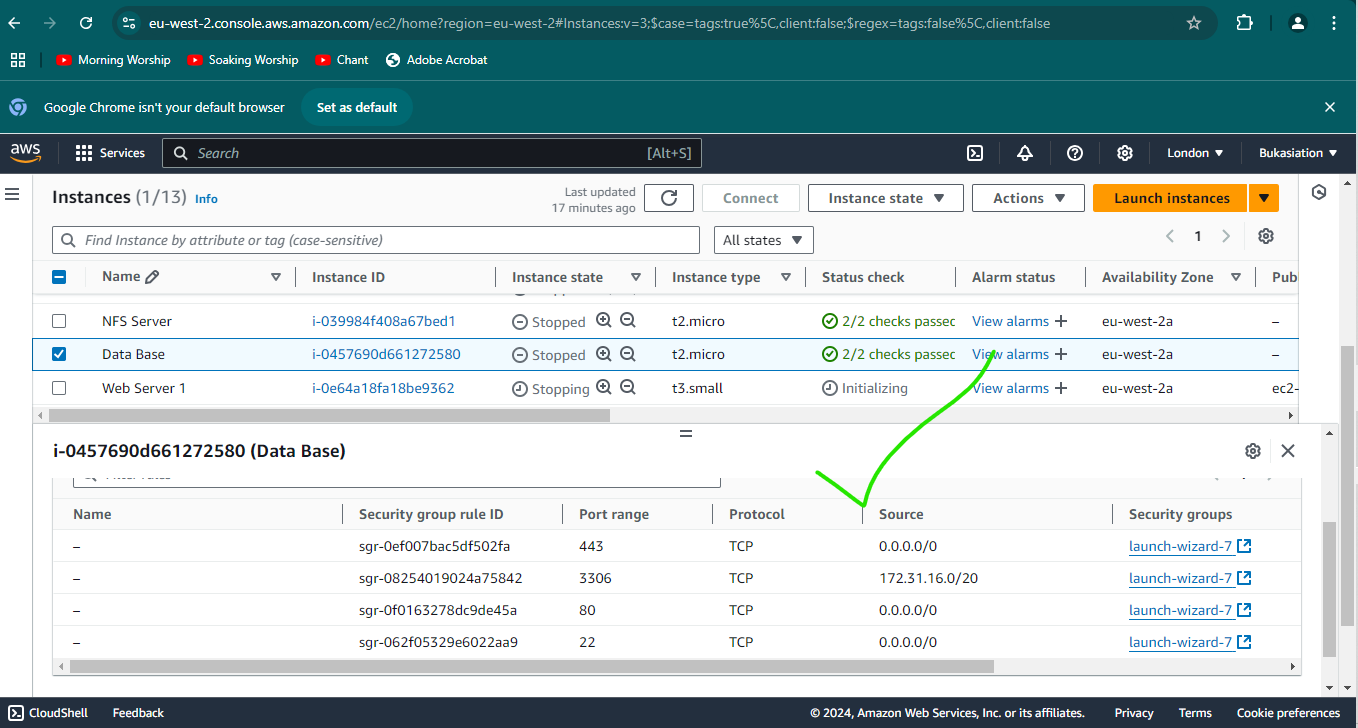 eu-west-2.console.aws.amazon.com/ec2/home?region=eu-west-2#Instances:v=3;$case=tags:true%5C,client:false;$regex=tags:false%5C,client:false
Morning Worship Soaking Worship Chant Adobe Acrobat
Google Chrome isn't your default browser Set as default
aws Services Search [Alt+S] London Bukasiation
Instances (1/13) Info Last updated 17 minutes ago Connect Instance state Actions Launch instances
Find Instance by attribute or tag (case-sensitive) All states 1
Name Instance ID Instance state Instance type Status check Alarm status Availability Zone Pub
NFS Server i-039984f408a67bed1 Stopped t2.micro 2/2 checks passec View alarms + eu-west-2a –
Data Base i-0457690d661272580 Stopped t2.micro 2/2 checks passec View alarms + eu-west-2a –
Web Server 1 i-0e64a18fa18be9362 Stopping t3.small Initializing View alarms + eu-west-2a ec2-
i-0457690d661272580 (Data Base)
Name Security group rule ID Port range Protocol Source Security groups
– sgr-0ef007bac5df502fa 443 TCP 0.0.0.0/0 launch-wizard-7
– sgr-08254019024a75842 3306 TCP 172.31.16.0/20 launch-wizard-7
– sgr-0f0163278dc9de45a 80 TCP 0.0.0.0/0 launch-wizard-7
– sgr-062f05329e6022aa9 22 TCP 0.0.0.0/0 launch-wizard-7
CloudShell Feedback © 2024, Amazon Web Services, Inc. or its affiliates. Privacy Terms Cookie preferences